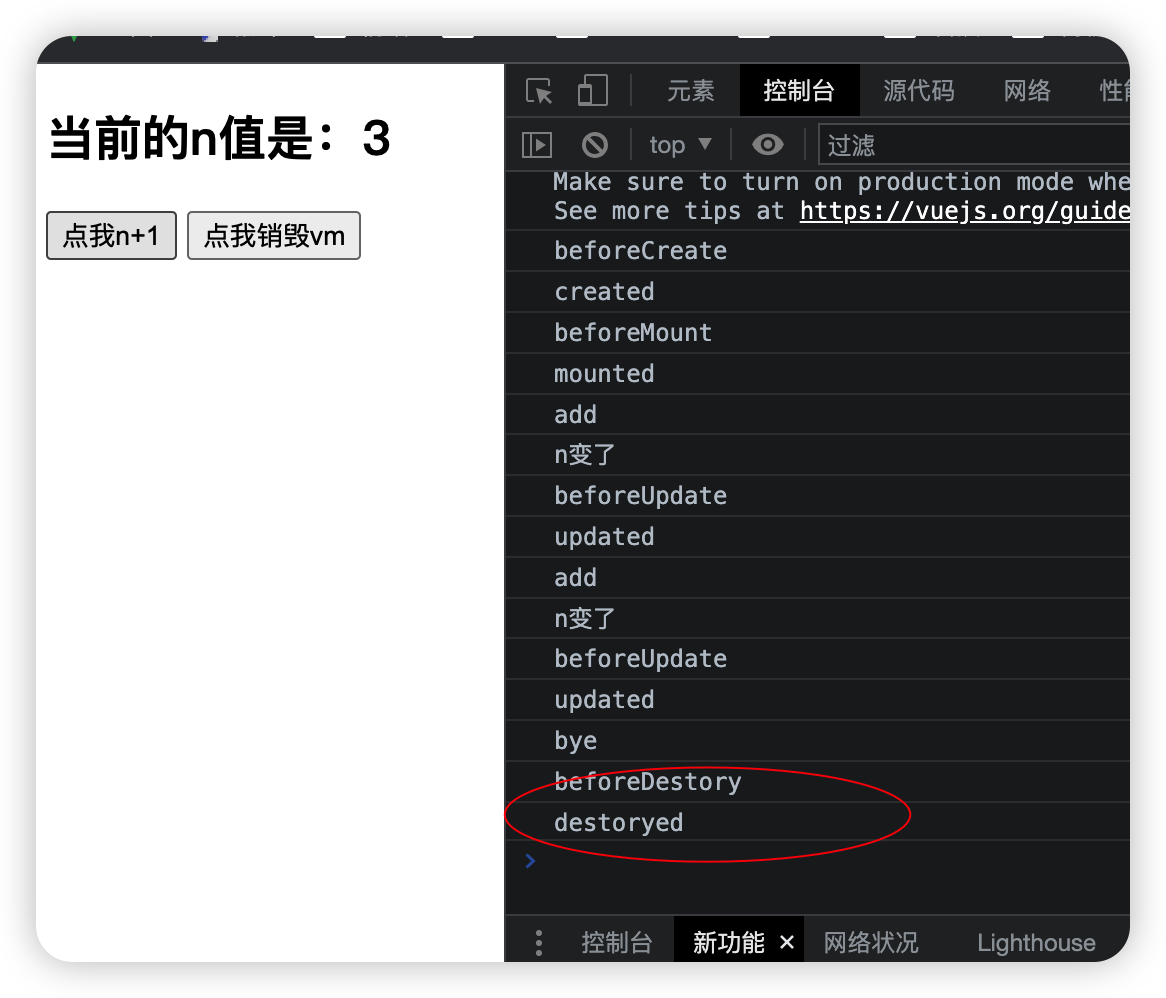 元素 控制台 源代码 网络
top 过滤
当前的n值是：3
点我n+1 点我销毁vm
Make sure to turn on production mode whe
See more tips at https://vuejs.org/guide
beforeCreate
created
beforeMount
mounted
add
n变了
beforeUpdate
updated
add
n变了
beforeUpdate
updated
bye
beforeDestory
destoryed
控制台 新功能 × 网络状况 Lighthouse